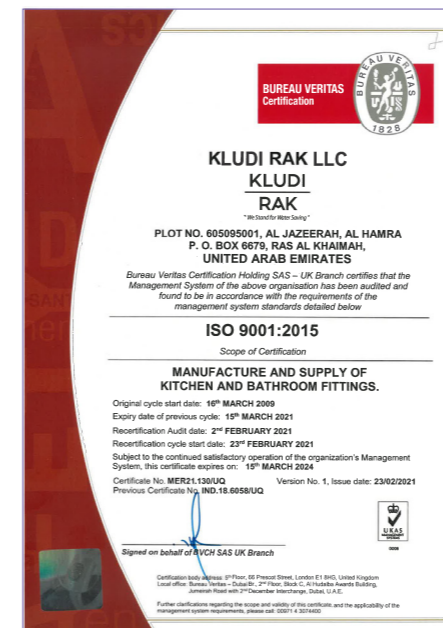 BUREAU VERITAS
Certification
BUREAU VERITAS
1828
KLUDI RAK LLC
KLUDI
RAK
"We Stand for Water Saving"
PLOT NO. 605095001, AL JAZEERAH, AL HAMRA
P. O. BOX 6679, RAS AL KHAIMAH,
UNITED ARAB EMIRATES
Bureau Veritas Certification Holding SAS – UK Branch certifies that the
Management System of the above organisation has been audited and
found to be in accordance with the requirements of the
management system standards detailed below
ISO 9001:2015
Scope of Certification
MANUFACTURE AND SUPPLY OF
KITCHEN AND BATHROOM FITTINGS.
Original cycle start date: 16th MARCH 2009
Expiry date of previous cycle: 15th MARCH 2021
Recertification Audit date: 2nd FEBRUARY 2021
Recertification cycle start date: 23rd FEBRUARY 2021
Subject to the continued satisfactory operation of the organization's Management
System, this certificate expires on: 15th MARCH 2024
Certificate No. MER21.130/UQ Version No. 1, Issue date: 23/02/2021
Previous Certificate No. IND.18.6058/UQ
UKAS
MANAGEMENT
SYSTEMS
0008
Signed on behalf of BVCH SAS UK Branch
Certification body address: 5th Floor, 66 Prescot Street, London E1 8HG, United Kingdom
Local office: Bureau Veritas – Dubai Br., 2nd Floor, Block C, Al Hudaiba Awards Building,
Jumeirah Road with 2nd December Interchange, Dubai, U.A.E.
Further clarifications regarding the scope and validity of this certificate, and the applicability of the
management system requirements, please call: 00971 4 3074400